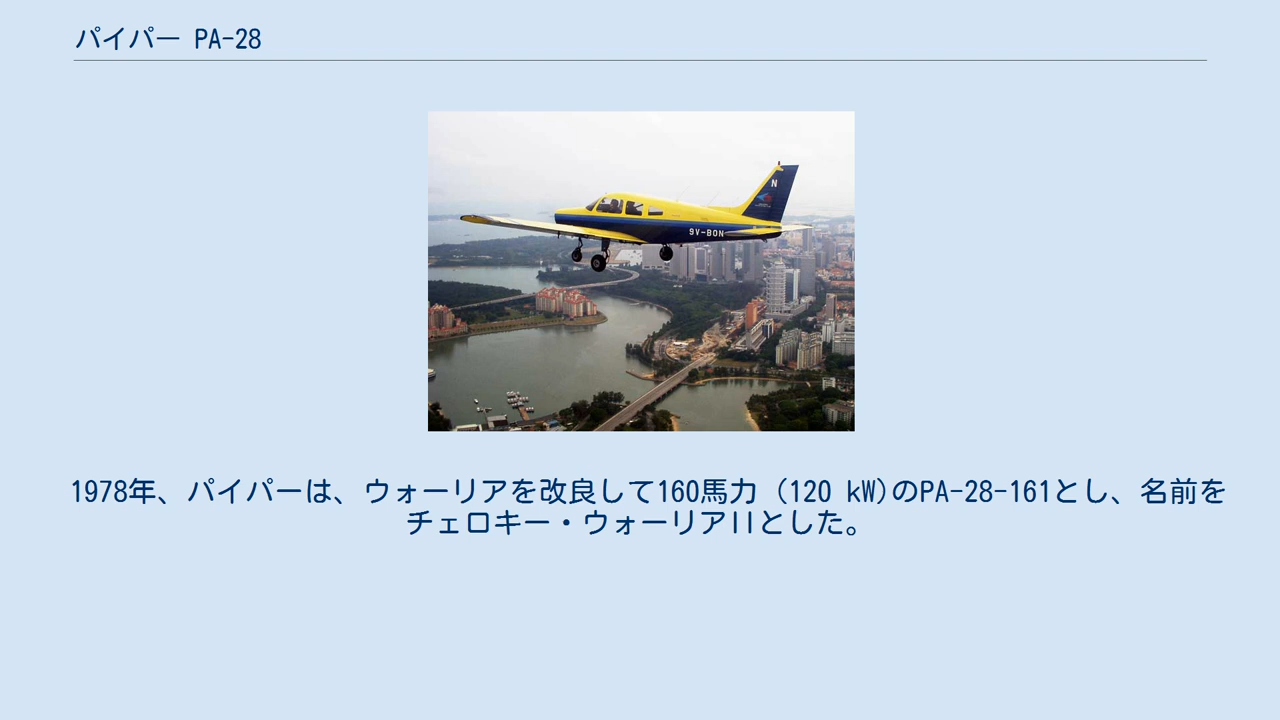 パイパー PA-28
N
9V-BON
1978年、パイパーは、ウォーリアを改良して160馬力 (120 kW)のPA-28-161とし、名前を
チェロキー・ウォーリアIIとした。